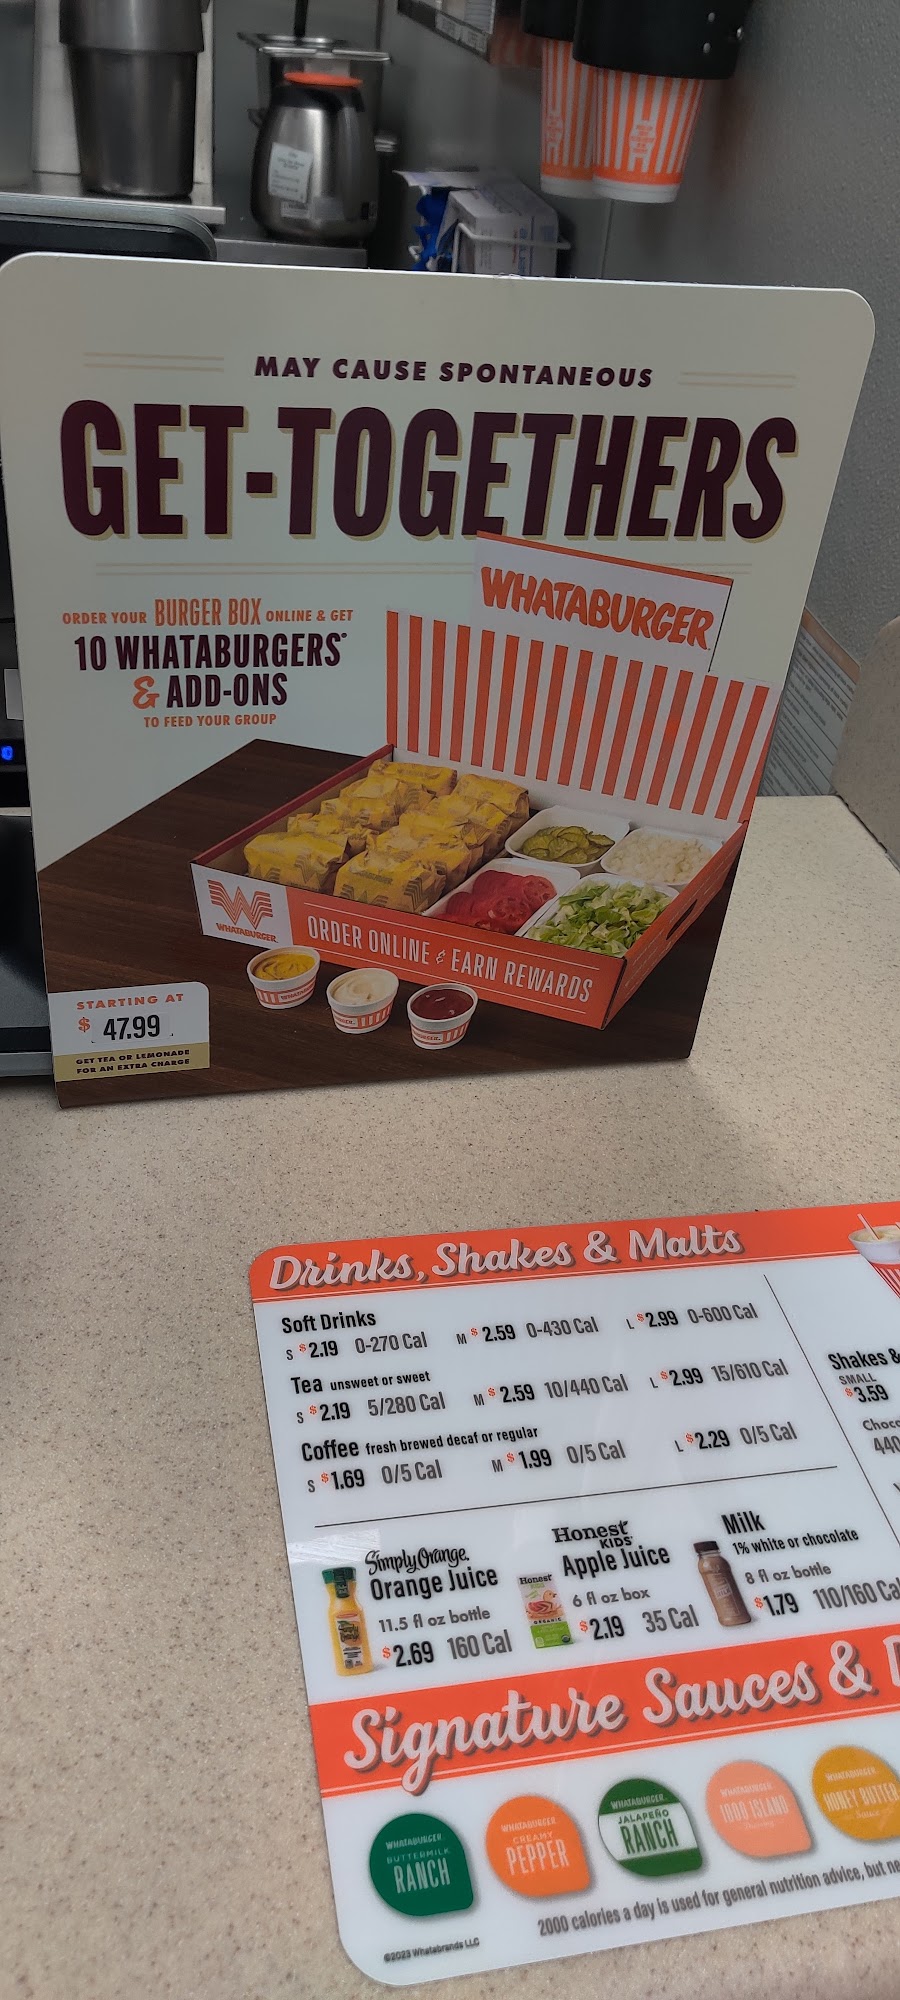 MAY CAUSE SPONTANEOUS
GET-TOGETHERS
ORDER YOUR BURGER BOX ONLINE & GET
10 WHATABURGERS®
& ADD-ONS
TO FEED YOUR GROUP
WHATABURGER
WHATABURGER
ORDER ONLINE & EARN REWARDS
STARTING AT
$ 47.99
GET TEA OR LEMONADE
FOR AN EXTRA CHARGE
Drinks, Shakes & Malts
Soft Drinks
S $2.19 0-270 Cal M $2.59 0-430 Cal L $2.99 0-600 Cal
Tea unsweet or sweet
S $2.19 5/280 Cal M $2.59 10/440 Cal L $2.99 15/610 Cal
Coffee fresh brewed decaf or regular
S $1.69 0/5 Cal M $1.99 0/5 Cal L $2.29 0/5 Cal
Shakes &
SMALL
$3.59
Choco
440
Simply Orange
Orange Juice
11.5 fl oz bottle
$2.69 160 Cal
Honest
KIDS
Apple Juice
6 fl oz box
$2.19 35 Cal
Honest
Milk
1% white or chocolate
8 fl oz bottle
$1.79 110/160 Cal
Signature Sauces & D
WHATABURGER
BUTTERMILK
RANCH
WHATABURGER
CREAMY
PEPPER
WHATABURGER
JALAPEÑO
RANCH
WHATABURGER
1000 ISLAND
Dressing
WHATABURGER
HONEY BUTTER
Sauce
2000 calories a day is used for general nutrition advice, but ne
©2023 Whatabrands LLC